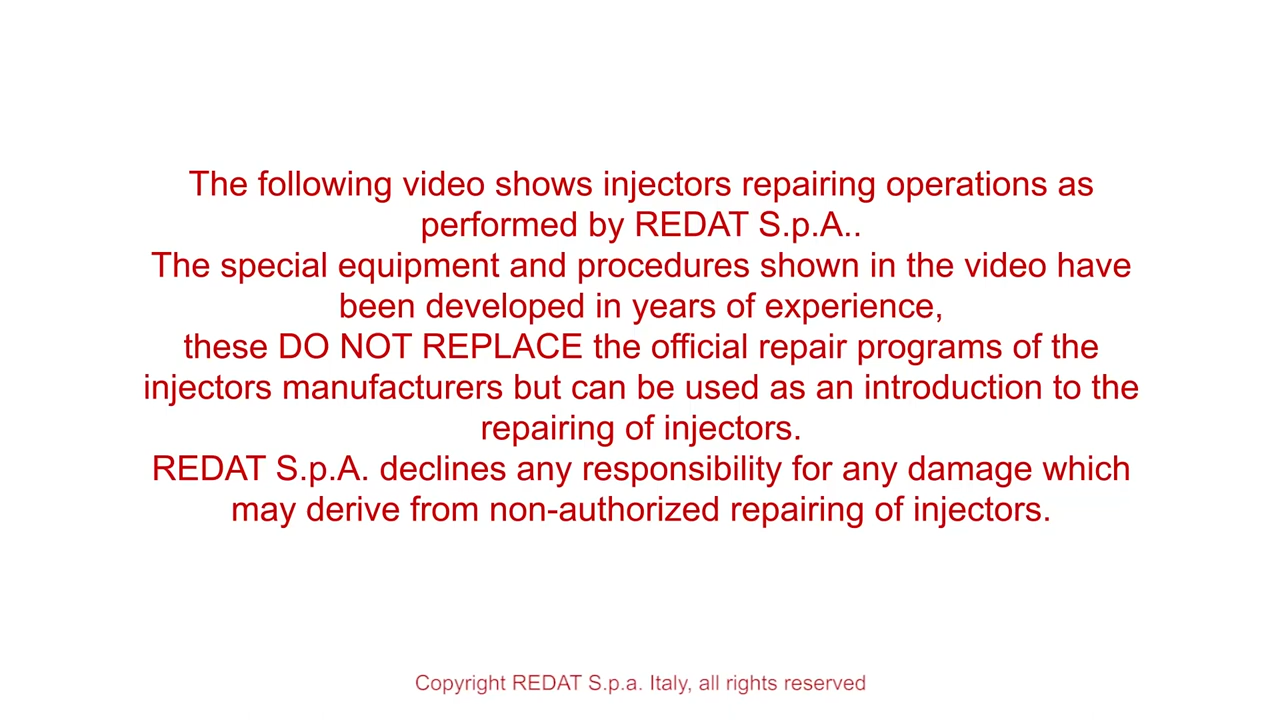 The following video shows injectors repairing operations as
performed by REDAT S.p.A..
The special equipment and procedures shown in the video have
been developed in years of experience,
these DO NOT REPLACE the official repair programs of the
injectors manufacturers but can be used as an introduction to the
repairing of injectors.
REDAT S.p.A. declines any responsibility for any damage which
may derive from non-authorized repairing of injectors.
Copyright REDAT S.p.a. Italy, all rights reserved